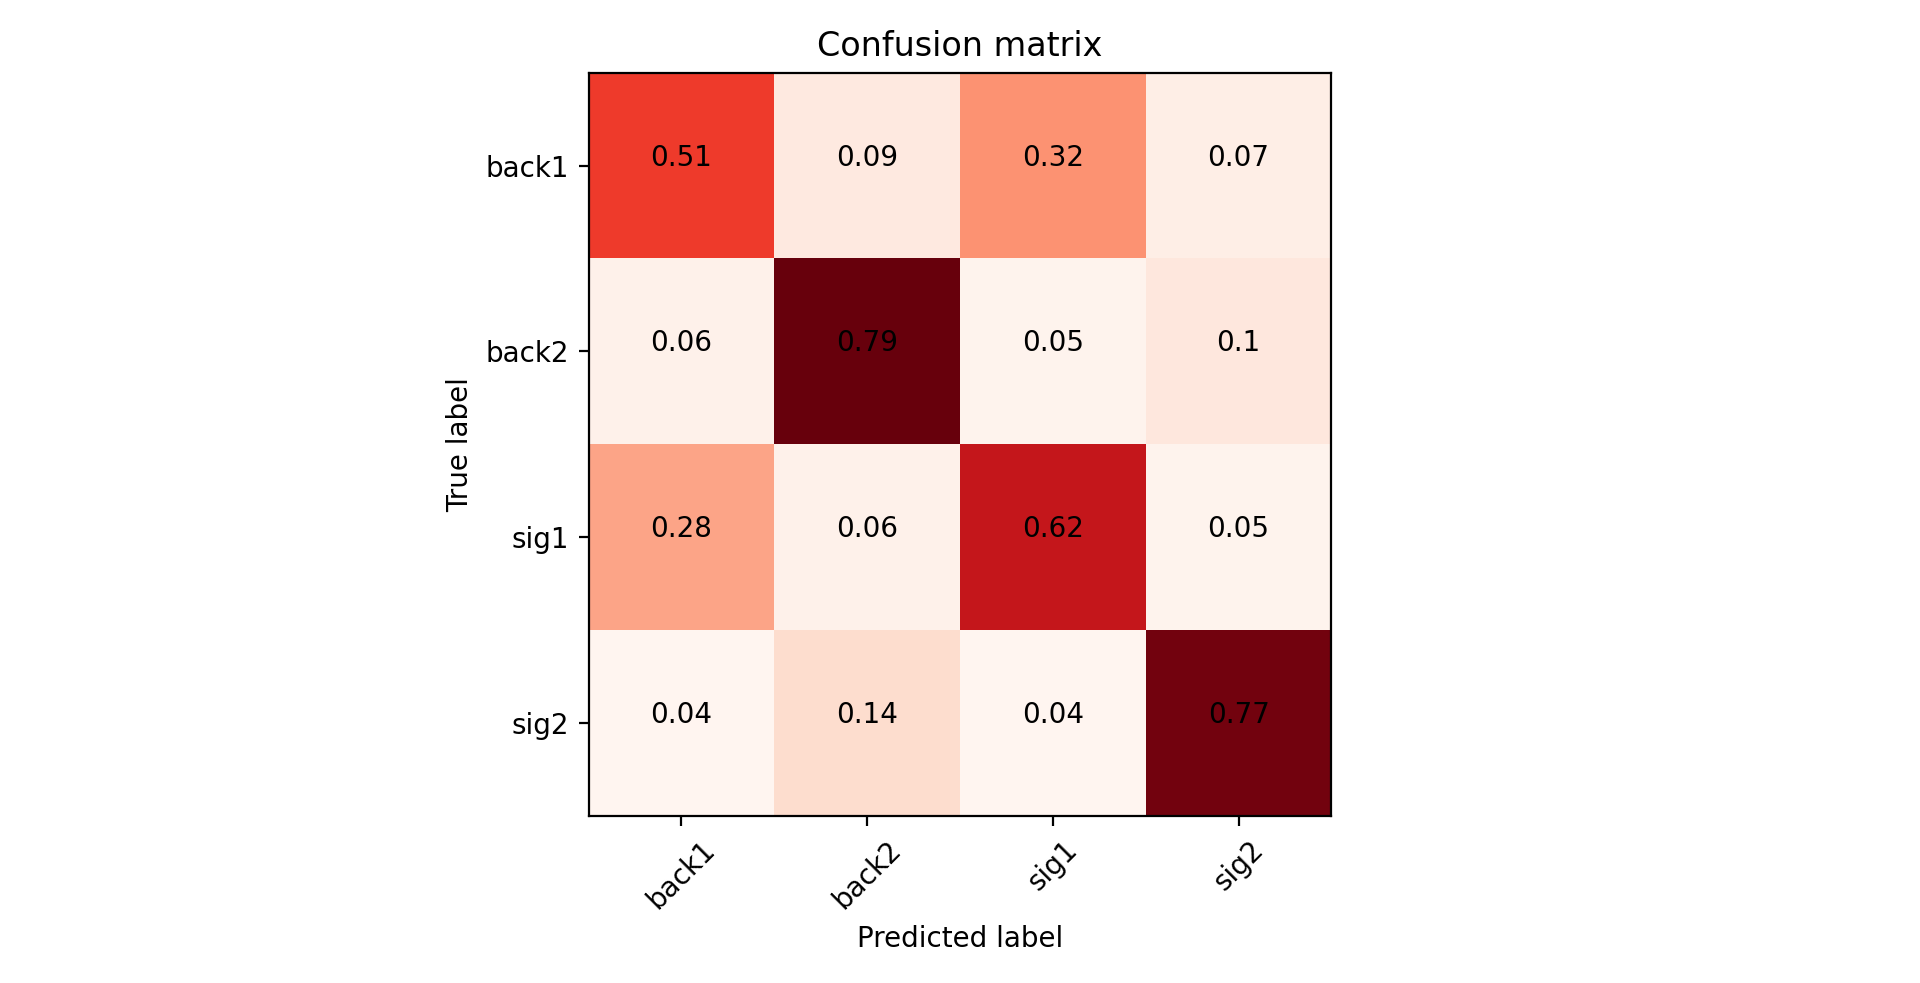 Confusion matrix
back1 0.51 0.09 0.32 0.07
back2 0.06 0.79 0.05 0.1
sig1 0.28 0.06 0.62 0.05
sig2 0.04 0.14 0.04 0.77
True label
back1 back2 sig1 sig2
Predicted label